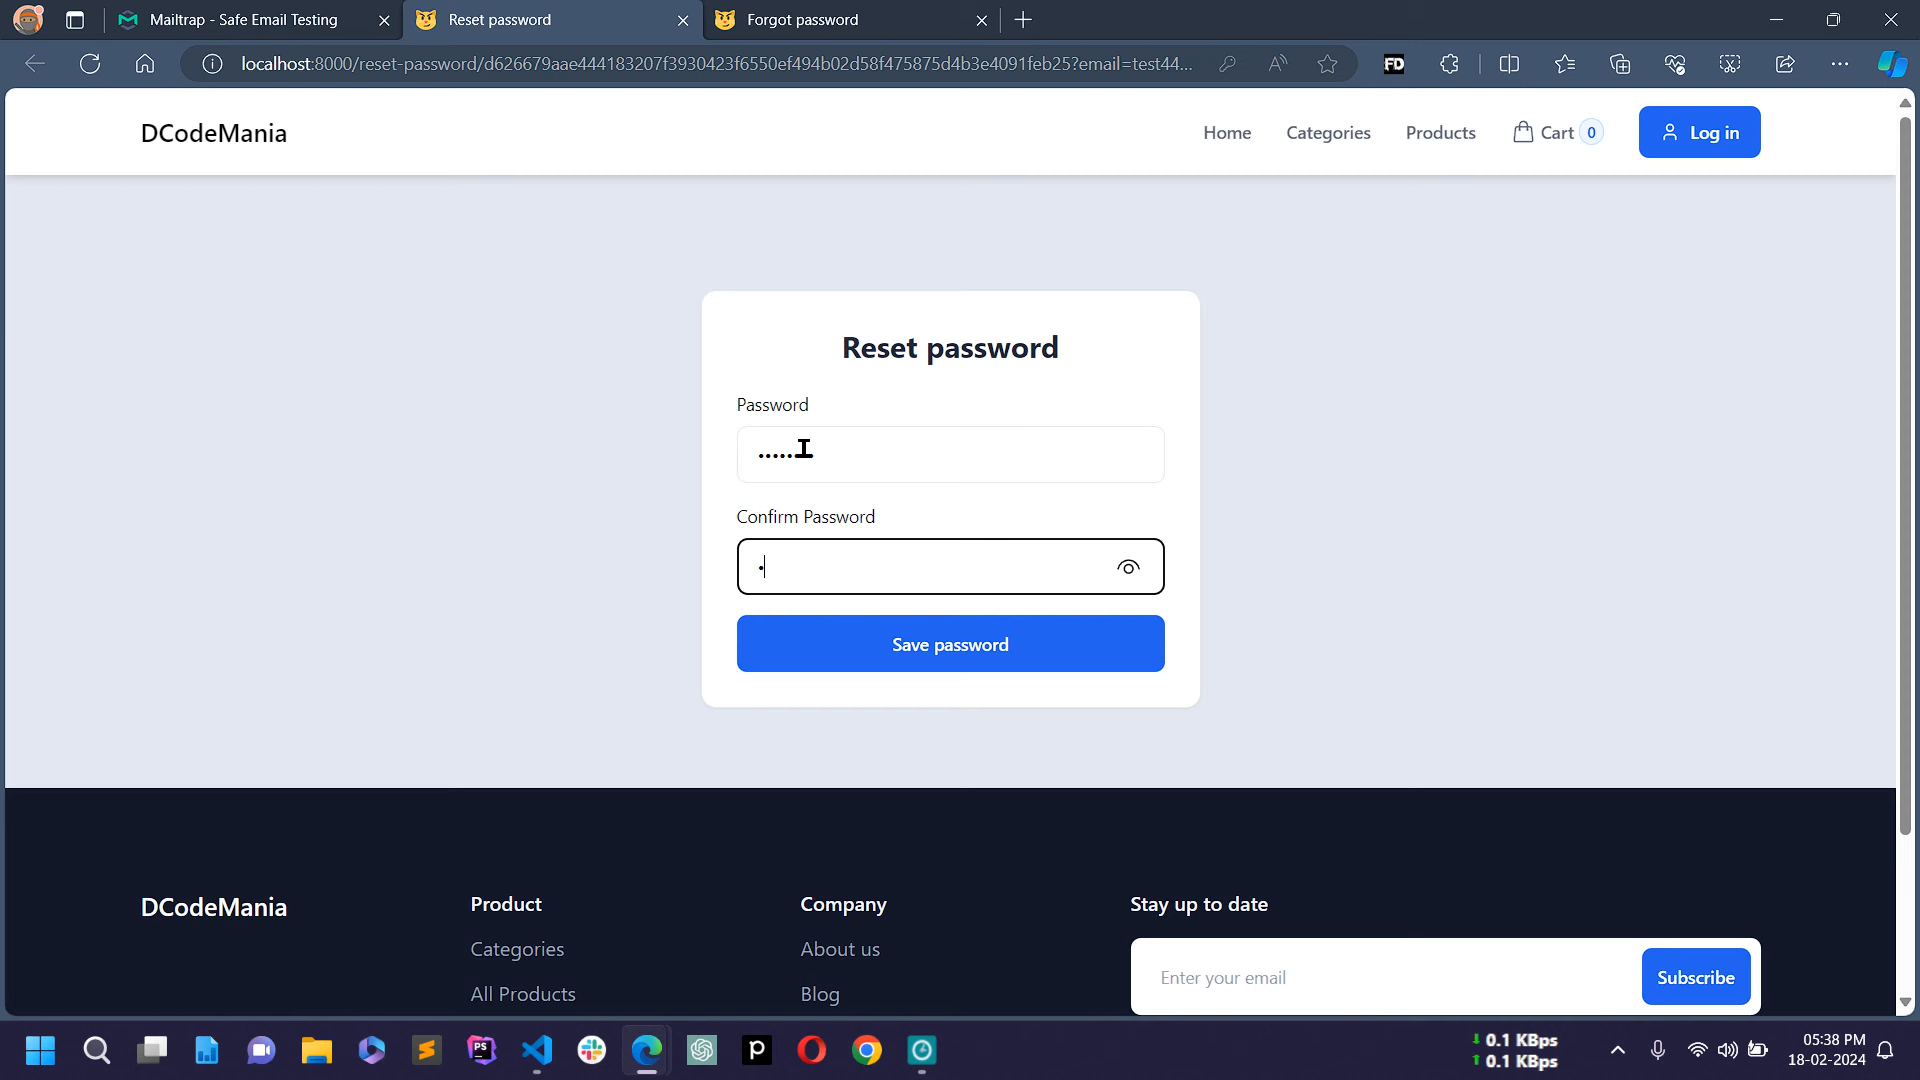 Mailtrap - Safe Email Testing
Reset password
Forgot password
localhost:8000/reset-password/d626679aae444183207f3930423f6550ef494b02d58f475875d4b3e4091feb25?email=test44...
FD
DCodeMania
Home
Categories
Products
Cart 0
Log in
Reset password
Password
Confirm Password
Save password
DCodeMania
Product
Company
Stay up to date
Categories
About us
Enter your email
Subscribe
All Products
Blog
PS
0.1 KBps
0.1 KBps
05:38 PM
18-02-2024